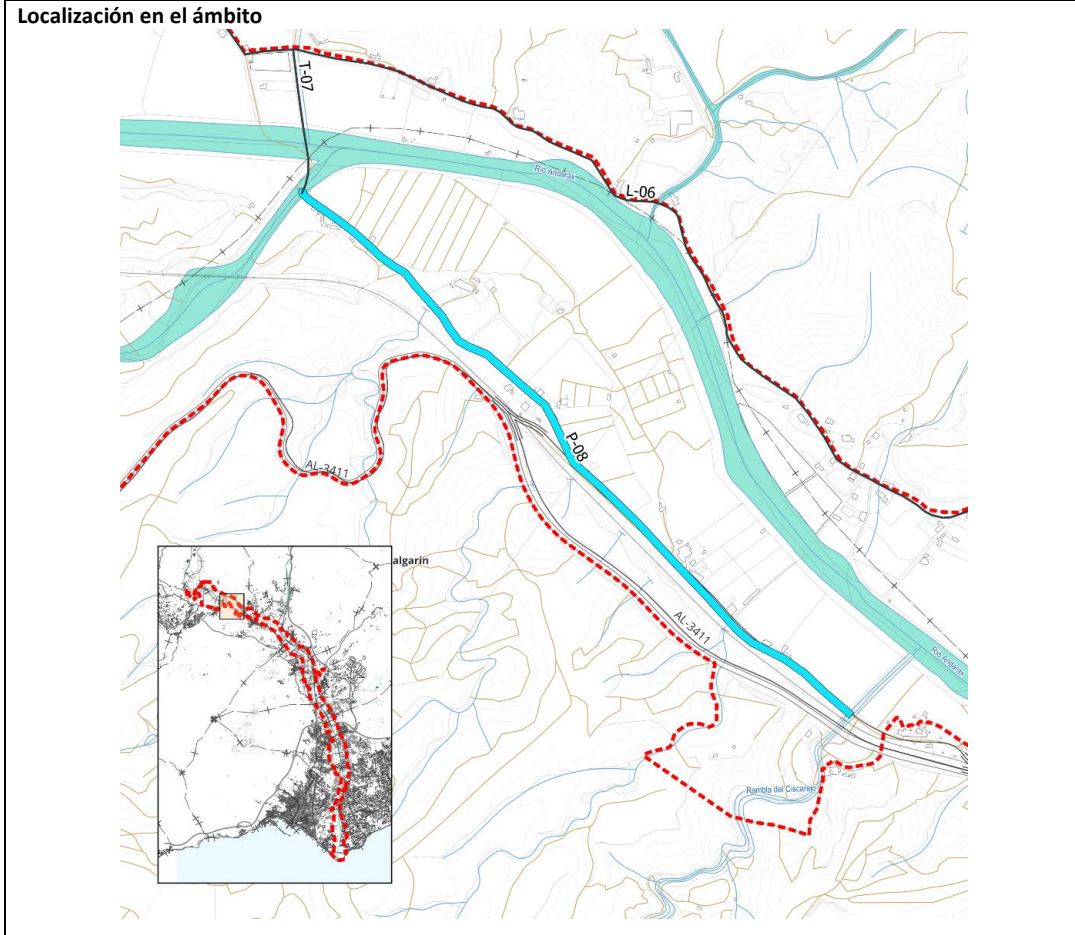 Localización en el ámbito
T-07
Río Andarax
L-06
AL-3411
P-08
algarín
AL-3411
Río Andarax
Rambla del Ciscarejo